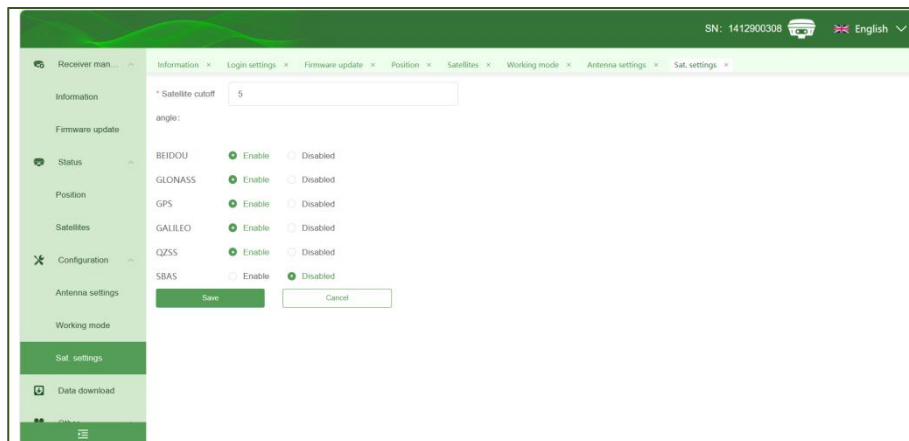 SN: 1412900308 English
Receiver man...
Information
Firmware update
Status
Position
Satellites
Configuration
Antenna settings
Working mode
Sat. settings
Data download
Other
Information × Login settings × Firmware update × Position × Satellites × Working mode × Antenna settings × Sat. settings ×
* Satellite cutoff 5
angle:
BEIDOU Enable Disabled
GLONASS Enable Disabled
GPS Enable Disabled
GALILEO Enable Disabled
QZSS Enable Disabled
SBAS Enable Disabled
Save Cancel